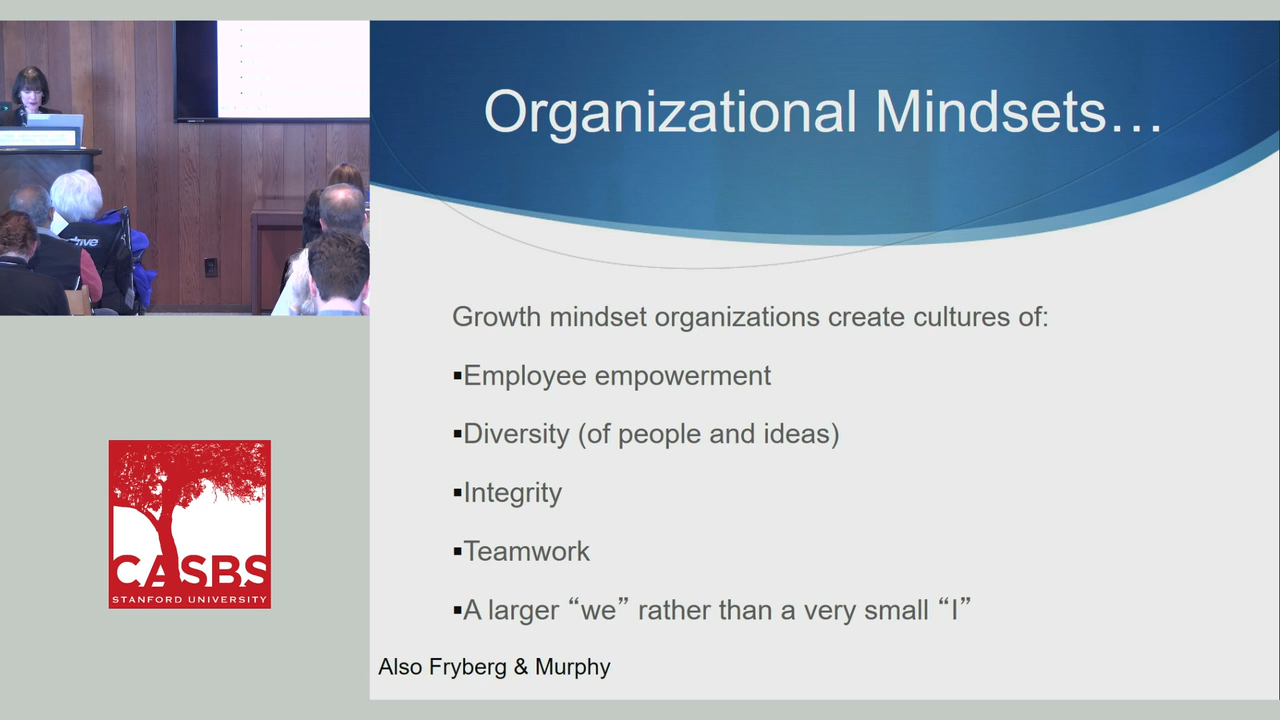 Organizational Mindsets…
Growth mindset organizations create cultures of:
▪Employee empowerment
▪Diversity (of people and ideas)
▪Integrity
▪Teamwork
▪A larger “we” rather than a very small “I”
Also Fryberg & Murphy
drive
CASBS
STANFORD UNIVERSITY